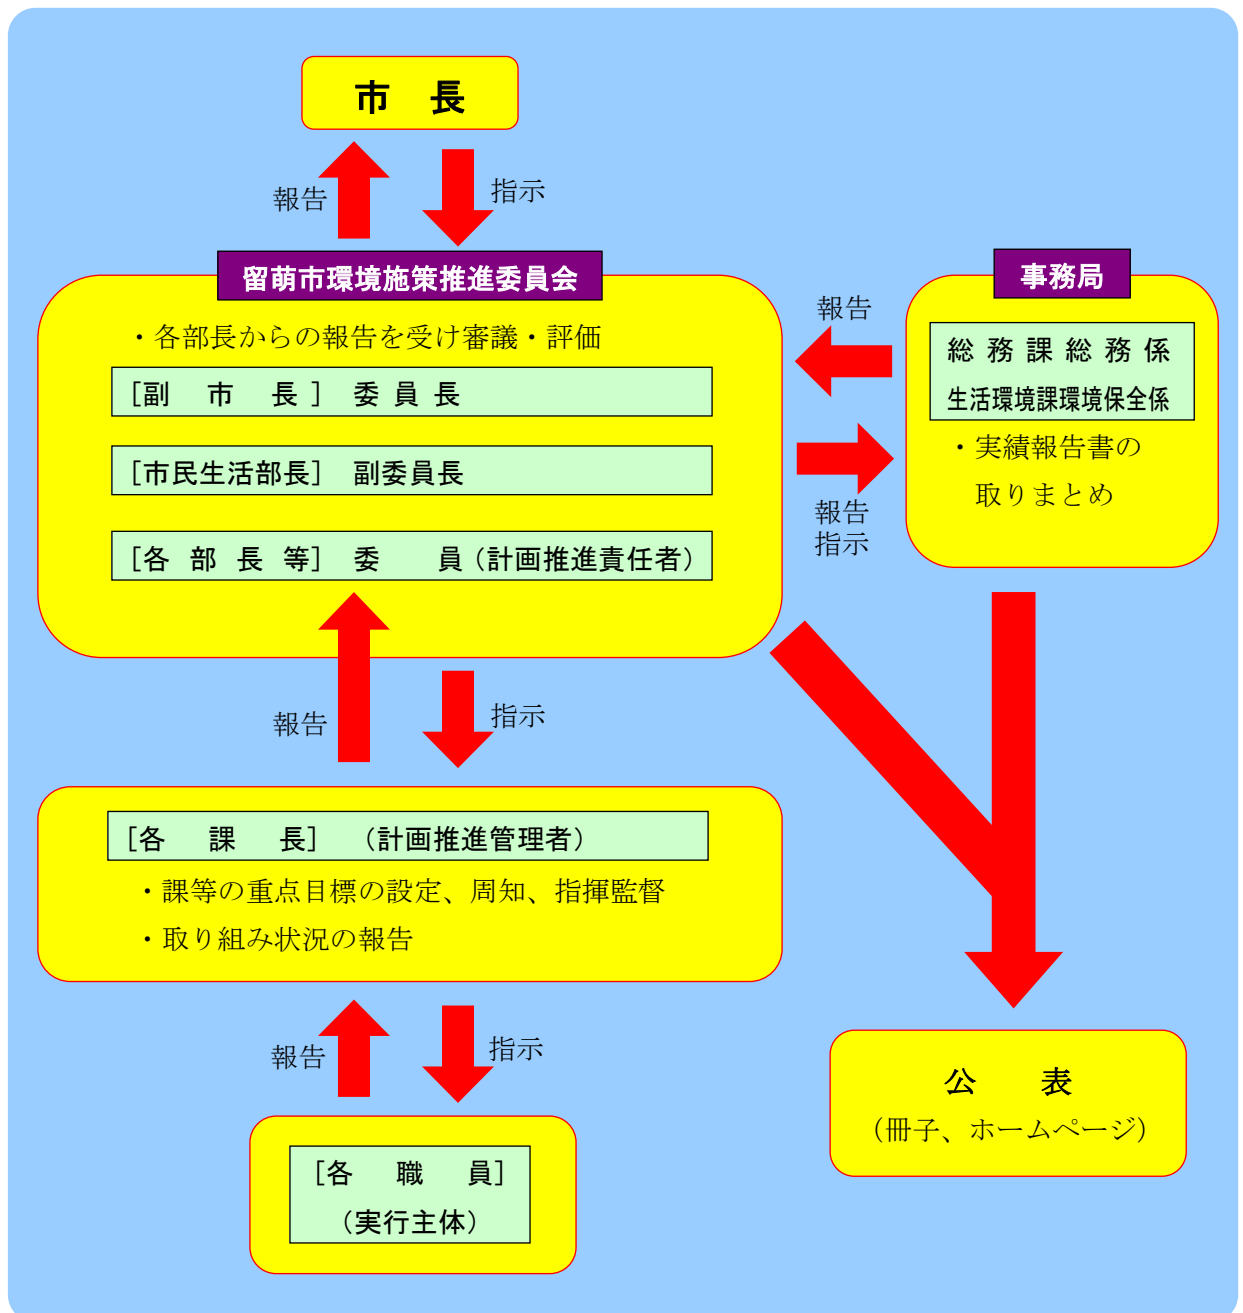 市　長
報告
指示
留萌市環境施策推進委員会
・各部長からの報告を受け審議・評価
［副　市　長］　委 員 長
［市民生活部長］　副委員長
［各 部 長 等］　委　　員（計画推進責任者）
報告
報告
指示
事務局
総 務 課 総 務 係
生活環境課環境保全係
・実績報告書の
取りまとめ
報告
指示
［各　課　長］　（計画推進管理者）
・課等の重点目標の設定、周知、指揮監督
・取り組み状況の報告
報告
指示
［各　職　員］
（実行主体）
公　表
（冊子、ホームページ）